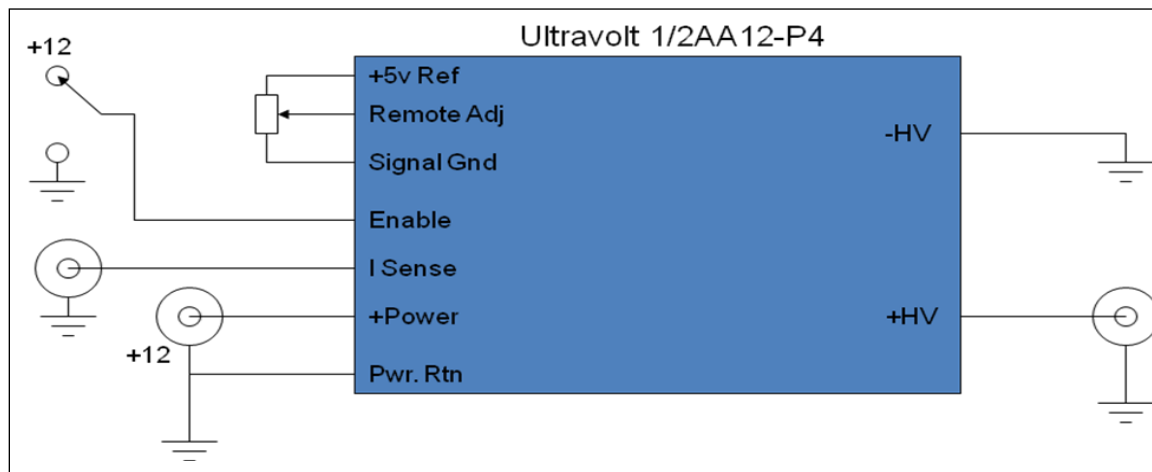 Ultravolt 1/2AA12-P4
+12
+5v Ref
Remote Adj
Signal Gnd
Enable
I Sense
+Power
+12
Pwr. Rtn
-HV
+HV